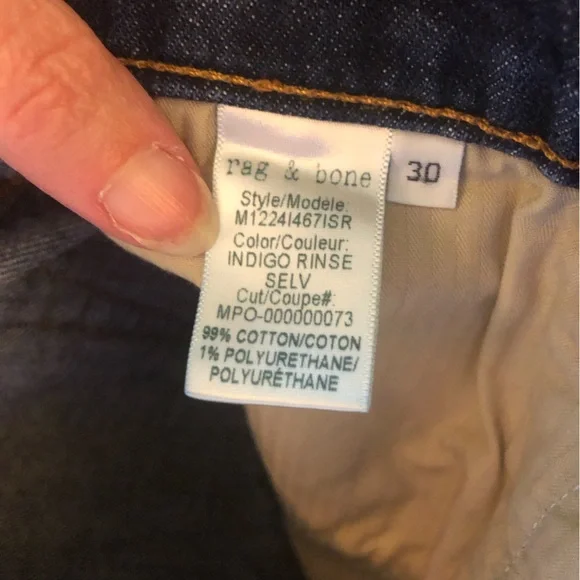 rag & bone
30
Style/Modèle:
M1224I467ISR
Color/Couleur:
INDIGO RINSE
SELV
Cut/Coupe#:
MPO-000000073
99% COTTON/COTON
1% POLYURETHANE/
POLYURÉTHANE